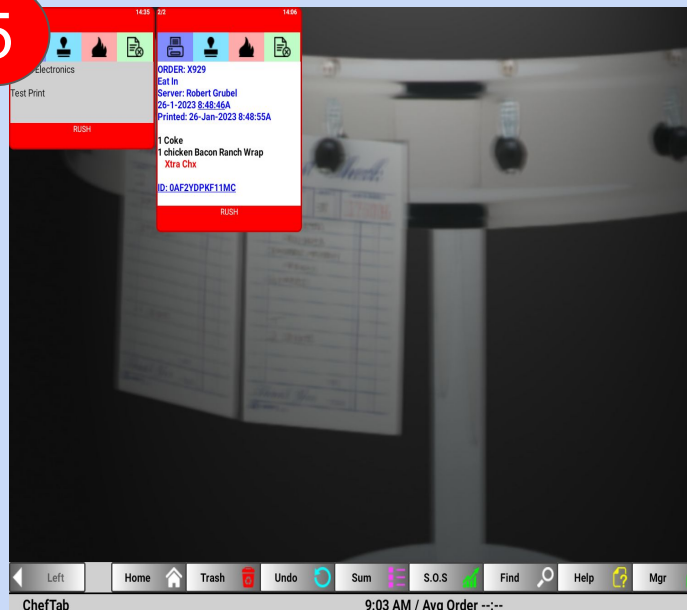 5
14:35
Electronics
Test Print
RUSH
2/2 14:06
ORDER: X929
Eat In
Server: Robert Grubel
26-1-2023 8:48:46A
Printed: 26-Jan-2023 8:48:55A
1 Coke
1 chicken Bacon Ranch Wrap
Xtra Chx
ID: 0AF2YDPKF11MC
RUSH
Left Home Trash Undo Sum S.O.S Find Help Mgr
ChefTab 9:03 AM / Avg Order --:--